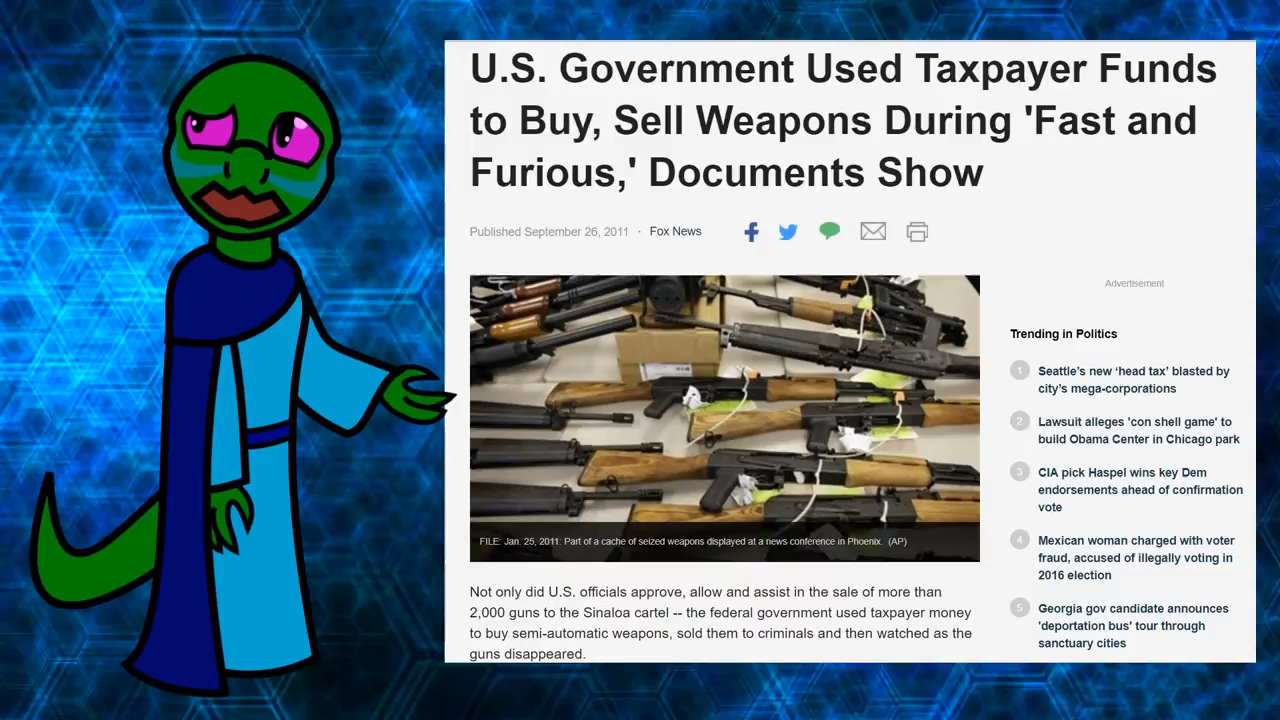 U.S. Government Used Taxpayer Funds
to Buy, Sell Weapons During 'Fast and
Furious,' Documents Show
Published September 26, 2011 · Fox News
FILE: Jan. 25, 2011: Part of a cache of seized weapons displayed at a news conference in Phoenix. (AP)
Not only did U.S. officials approve, allow and assist in the sale of more than
2,000 guns to the Sinaloa cartel -- the federal government used taxpayer money
to buy semi-automatic weapons, sold them to criminals and then watched as the
guns disappeared.
Advertisement
Trending in Politics
1 Seattle's new 'head tax' blasted by
city's mega-corporations
2 Lawsuit alleges 'con shell game' to
build Obama Center in Chicago park
3 CIA pick Haspel wins key Dem
endorsements ahead of confirmation
vote
4 Mexican woman charged with voter
fraud, accused of illegally voting in
2016 election
5 Georgia gov candidate announces
'deportation bus' tour through
sanctuary cities